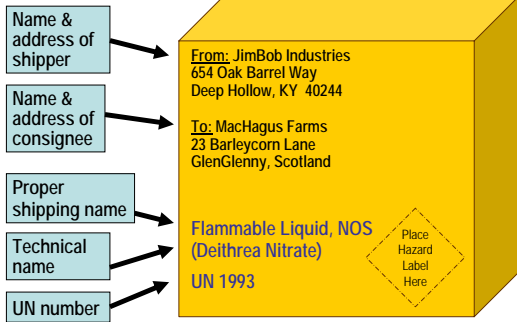 Name &
address of
shipper
Name &
address of
consignee
Proper
shipping name
Technical
name
UN number
From: JimBob Industries
654 Oak Barrel Way
Deep Hollow, KY 40244
To: MacHagus Farms
23 Barleycorn Lane
GlenGlenny, Scotland
Flammable Liquid, NOS
(Deithrea Nitrate)
UN 1993
Place
Hazard
Label
Here